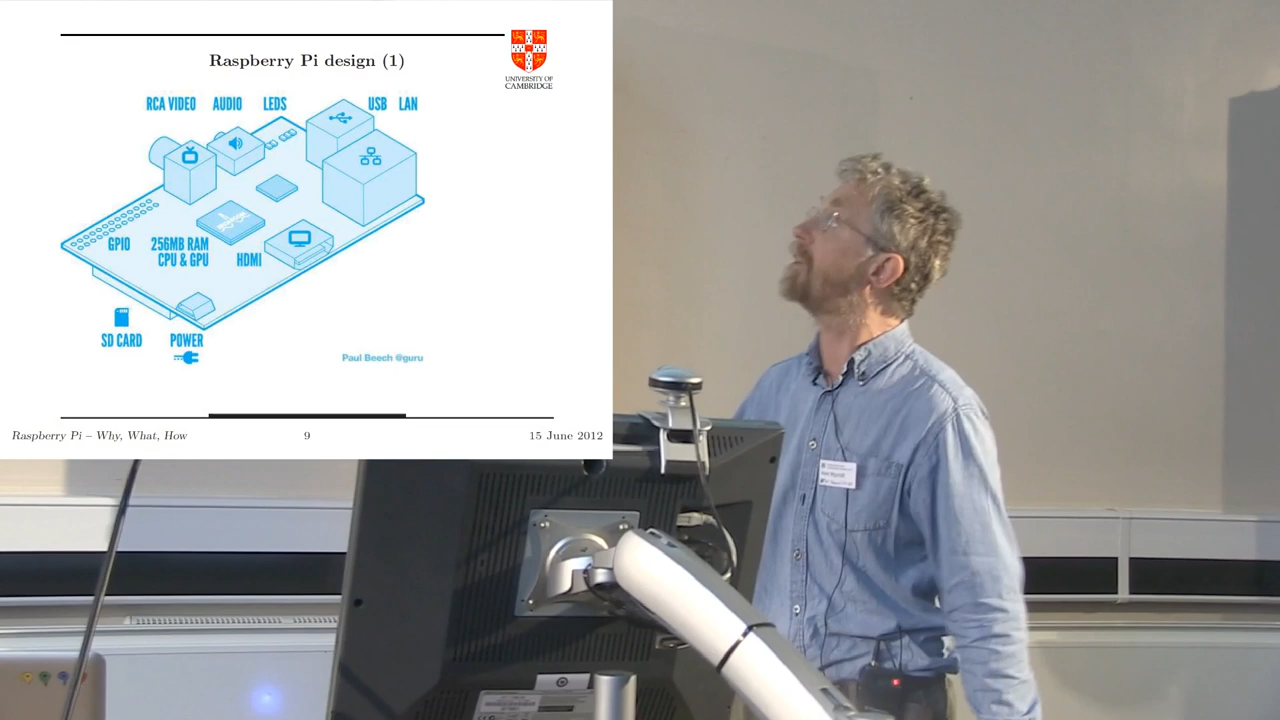 Raspberry Pi design (1)
UNIVERSITY OF
CAMBRIDGE
RCA VIDEO AUDIO LEDS USB LAN
GPIO 256MB RAM
CPU & GPU HDMI
SD CARD POWER
Paul Beech @guru
Raspberry Pi – Why, What, How 9 15 June 2012